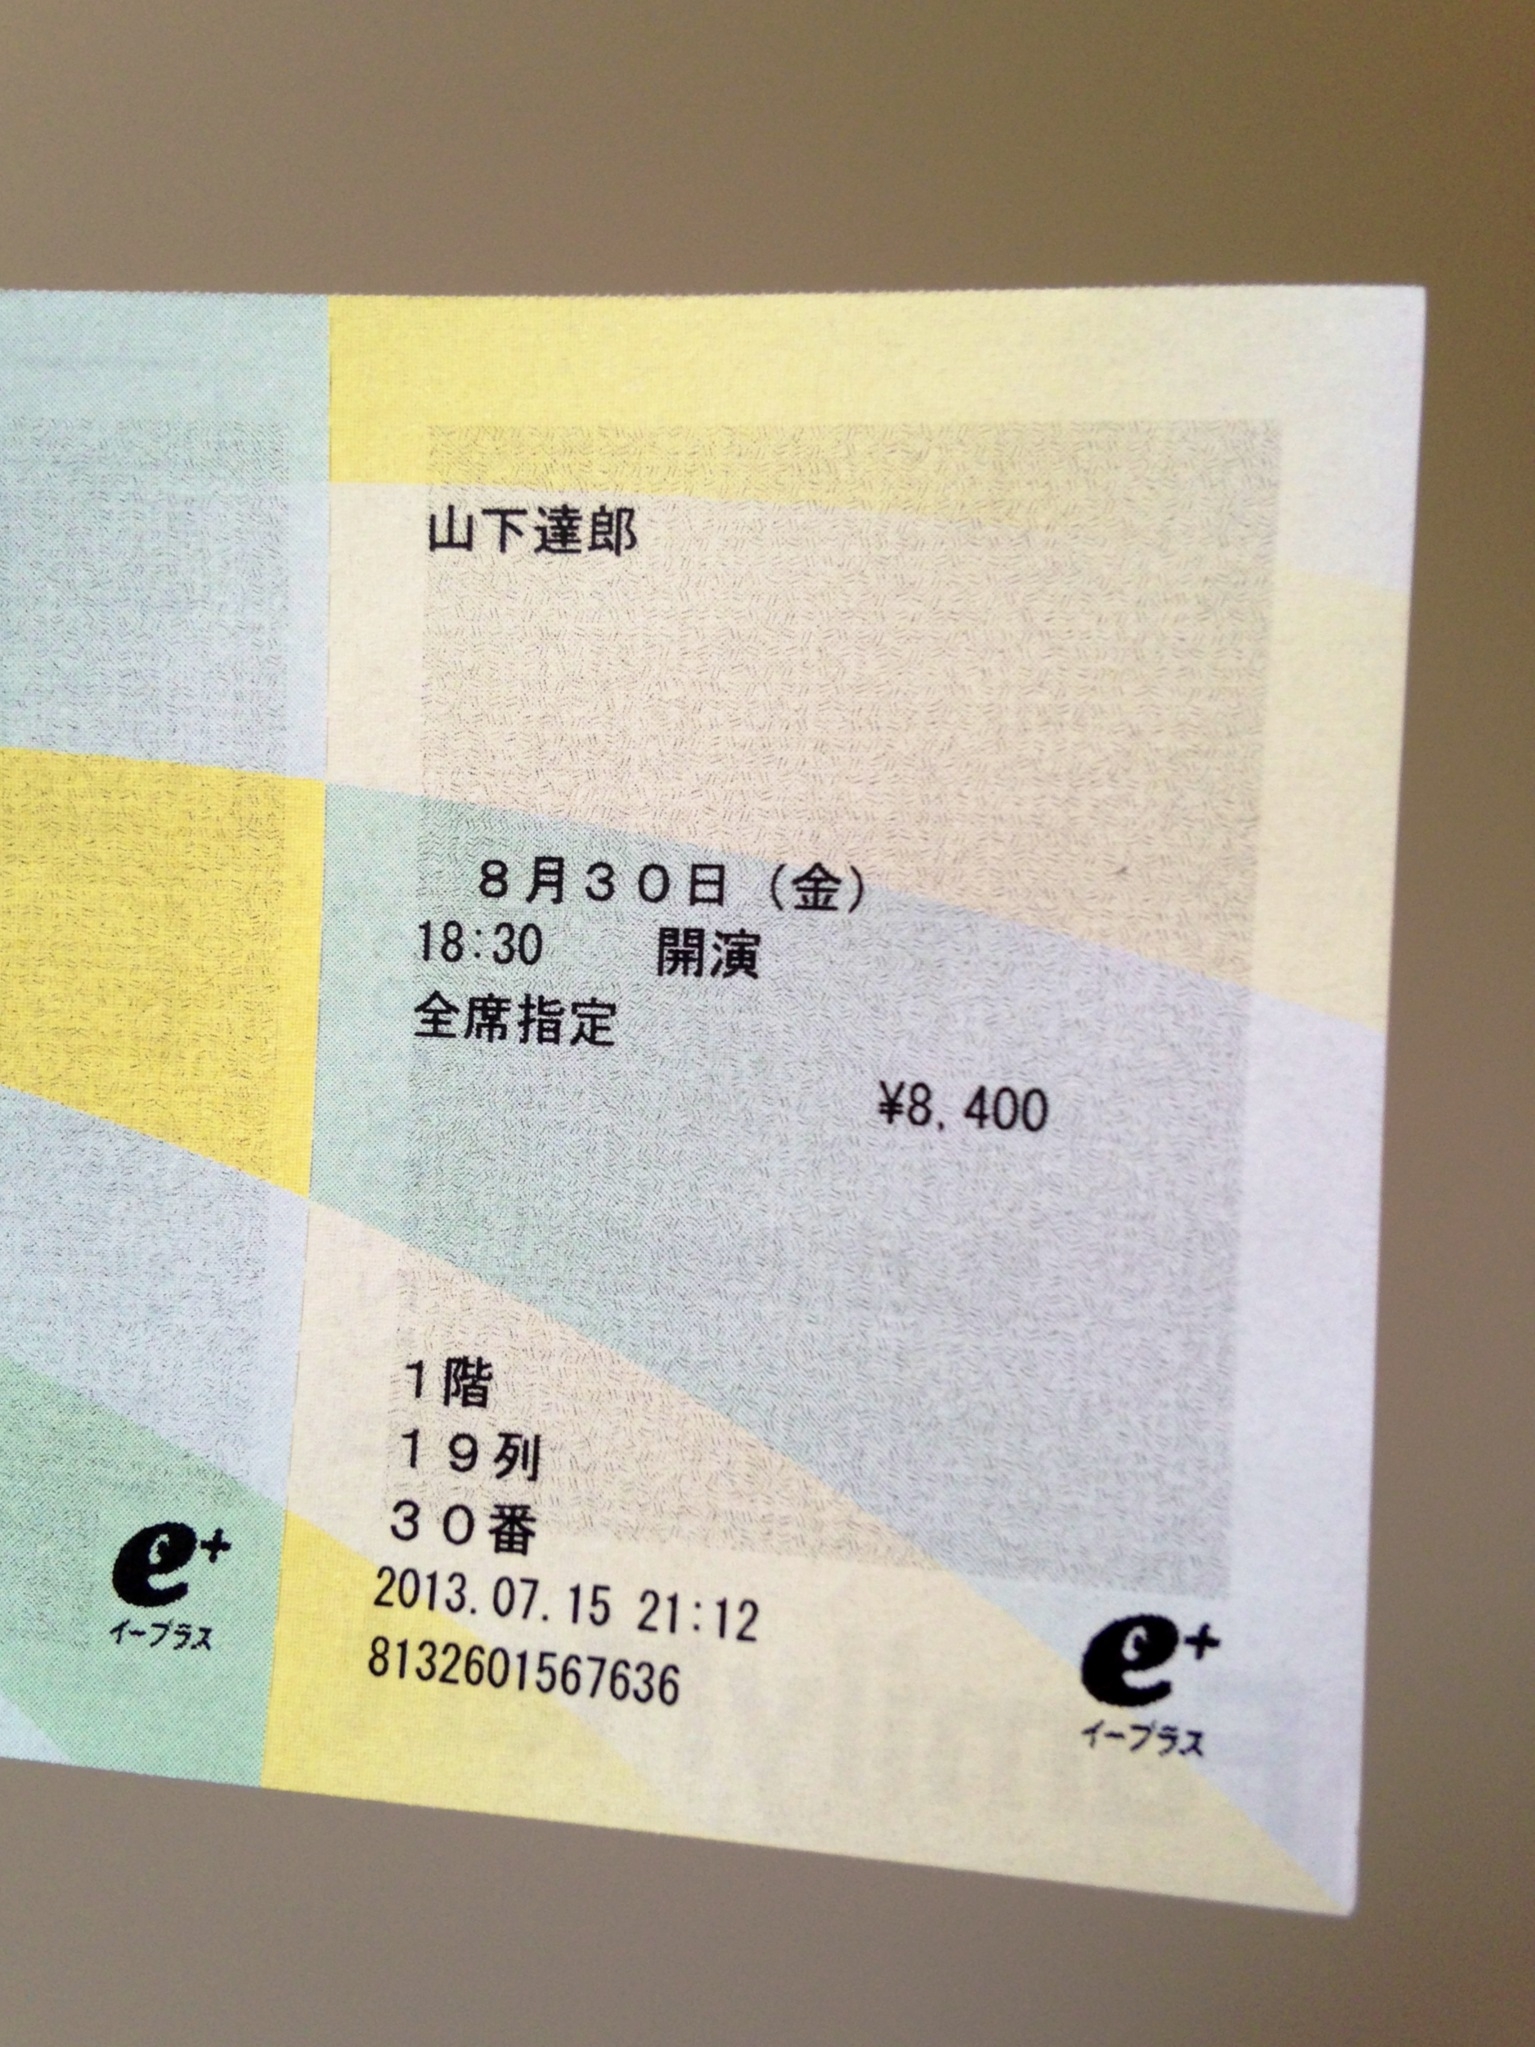 山下達郎
８月３０日（金）
18:30　開演
全席指定
¥8,400
１階
１９列
３０番
2013.07.15 21:12
8132601567636
e+
イープラス
e+
イープラス